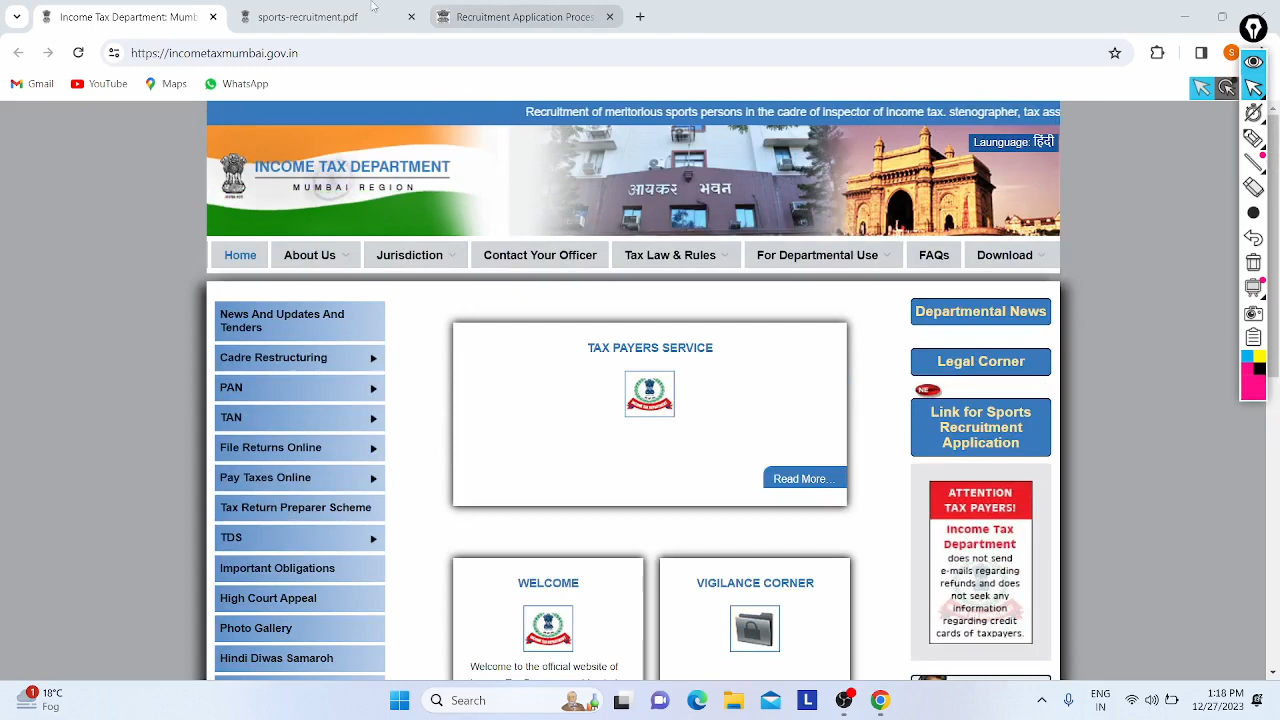 Income Tax Department Mumba
sportsrecruitment
Recruitment Of Processing
https://incometaxmumbai.gov.in
S
Gmail
YouTube
Maps
WhatsApp
Recruitment of meritorious sports persons in the cadre of inspector of Income tax. stenographer, tax ass
INCOME TAX DEPARTMENT
MUMBAI REGION
आयकर भवन
Launguage: हिंदी
Home
About Us
Jurisdiction
Contact Your Officer
Tax Law & Rules
For Departmental Use
FAQs
Download
News And Updates And
Tenders
Cadre Restructuring
PAN
TAN
File Returns Online
Pay Taxes Online
Tax Return Preparer Scheme
TDS
Important Obligations
High Court Appeal
Photo Gallery
Hindi Diwas Samaroh
TAX PAYERS SERVICE
Read More...
WELCOME
Welcome to the official website of
VIGILANCE CORNER
Departmental News
Legal Corner
NE
Link for Sports
Recruitment
Application
ATTENTION
TAX PAYERS!
Income Tax
Department
does not send
e-mails regarding
refunds and does
not seek any
information
regarding credit
cards of taxpayers.
1
18°C
Fog
Search
L
ENG
IN
1:18 PM
12/27/2023